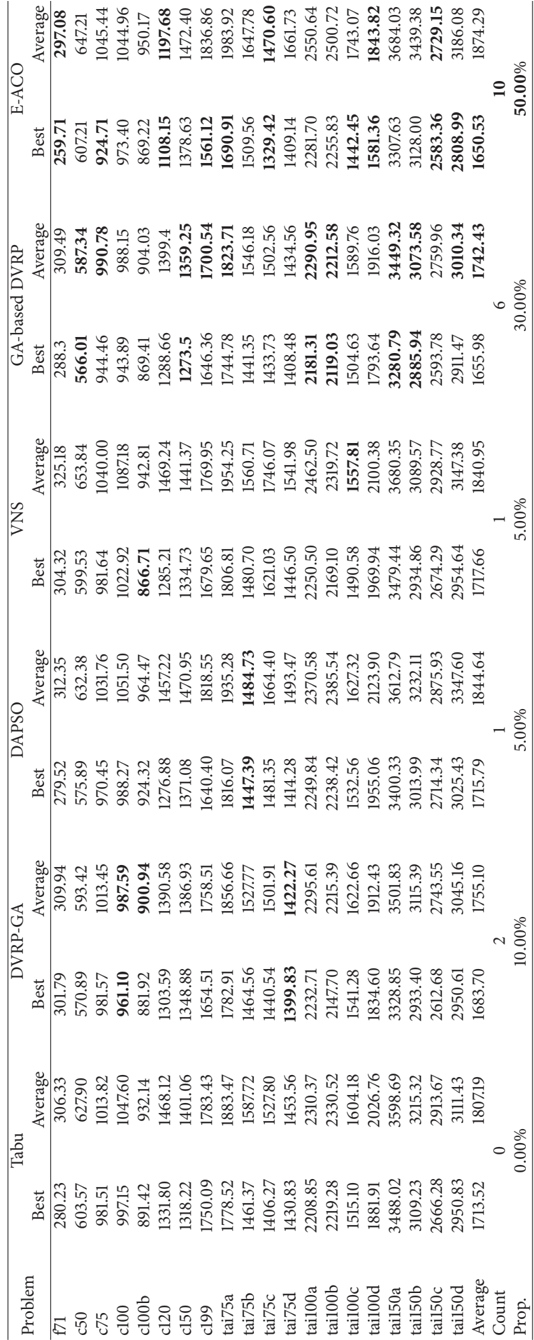 Problem Tabu DVRP-GA DAPSO VNS GA-based DVRP E-ACO
Best Average Best Average Best Average Best Average Best Average Best Average
f71 280.23 306.33 301.79 309.94 279.52 312.35 304.32 325.18 288.3 309.49 259.71 297.08
c50 603.57 627.90 570.89 593.42 575.89 632.38 599.53 653.84 566.01 587.34 607.21 647.21
c75 981.51 1013.82 981.57 1013.45 970.45 1031.76 981.64 1040.00 944.46 990.78 924.71 1045.44
c100 997.15 1047.60 961.10 987.59 988.27 1051.50 1022.92 1087.18 943.89 988.15 973.40 1044.96
c100b 891.42 932.14 881.92 900.94 924.32 964.47 866.71 942.81 869.41 904.03 869.22 950.17
c120 1331.80 1468.12 1303.59 1390.58 1276.88 1457.22 1285.21 1469.24 1288.66 1399.4 1108.15 1197.68
c150 1318.22 1401.06 1348.88 1386.93 1371.08 1470.95 1334.73 1441.37 1273.5 1359.25 1378.63 1472.40
c199 1750.09 1783.43 1654.51 1758.51 1640.40 1818.55 1679.65 1769.95 1646.36 1700.54 1561.12 1836.86
tai75a 1778.52 1883.47 1782.91 1856.66 1816.07 1935.28 1806.81 1954.25 1744.78 1823.71 1690.91 1983.92
tai75b 1461.37 1587.72 1464.56 1527.77 1447.39 1484.73 1480.70 1560.71 1441.35 1546.18 1509.56 1647.78
tai75c 1406.27 1527.80 1440.54 1501.91 1481.35 1664.40 1621.03 1746.07 1433.73 1502.56 1329.42 1470.60
tai75d 1430.83 1453.56 1399.83 1422.27 1414.28 1493.47 1446.50 1541.98 1408.48 1434.56 1409.14 1661.73
tai100a 2208.85 2310.37 2232.71 2295.61 2249.84 2370.58 2250.50 2462.50 2181.31 2290.95 2281.70 2550.64
tai100b 2219.28 2330.52 2147.70 2215.39 2238.42 2385.54 2169.10 2319.72 2119.03 2212.58 2255.83 2500.72
tai100c 1515.10 1604.18 1541.28 1622.66 1532.56 1627.32 1490.58 1557.81 1504.63 1589.76 1442.45 1743.07
tai100d 1881.91 2026.76 1834.60 1912.43 1955.06 2123.90 1969.94 2100.38 1793.64 1916.03 1581.36 1843.82
tai150a 3488.02 3598.69 3328.85 3501.83 3400.33 3612.79 3479.44 3680.35 3280.79 3449.32 3307.63 3684.03
tai150b 3109.23 3215.32 2933.40 3115.39 3013.99 3232.11 2934.86 3089.57 2885.94 3073.58 3128.00 3439.38
tai150c 2666.28 2913.67 2612.68 2743.55 2714.34 2875.93 2674.29 2928.77 2593.78 2759.96 2583.36 2729.15
tai150d 2950.83 3111.43 2950.61 3045.16 3025.43 3347.60 2954.64 3147.38 2911.47 3010.34 2808.99 3186.08
Average 1713.52 1807.19 1683.70 1755.10 1715.79 1844.64 1717.66 1840.95 1655.98 1742.43 1650.53 1874.29
Count 0 2 1 1 6 10
Prop. 0.00% 10.00% 5.00% 5.00% 30.00% 50.00%